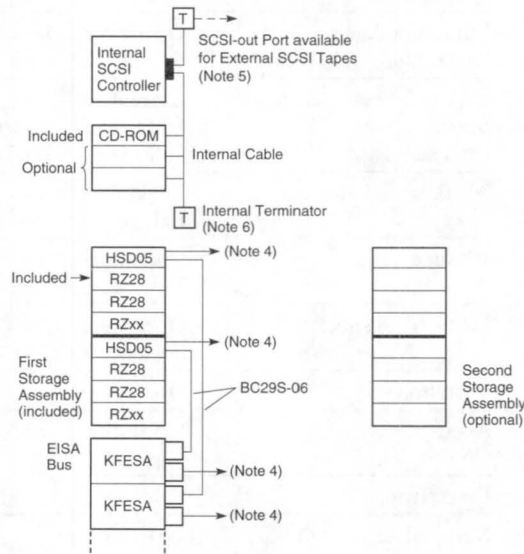 T
SCSI-out Port available
for External SCSI Tapes
(Note 5)
Internal
SCSI
Controller
Included
CD-ROM
Optional
Internal Cable
T
Internal Terminator
(Note 6)
HSD05
(Note 4)
Included
RZ28
RZ28
RZxx
HSD05
(Note 4)
First
Storage
Assembly
(included)
RZ28
RZ28
RZxx
BC29S-06
Second
Storage
Assembly
(optional)
EISA
Bus
KFESA
(Note 4)
KFESA
(Note 4)